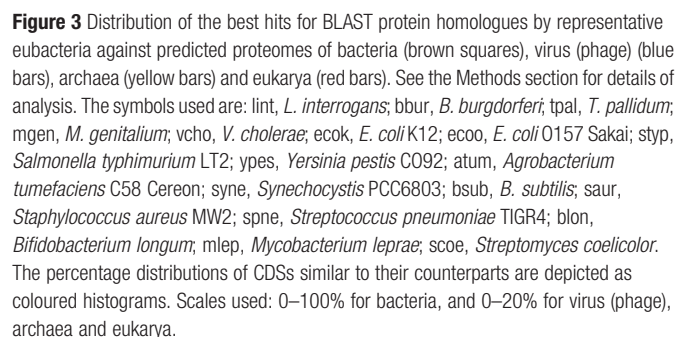 Figure 3 Distribution of the best hits for BLAST protein homologues by representative
eubacteria against predicted proteomes of bacteria (brown squares), virus (phage) (blue
bars), archaea (yellow bars) and eukarya (red bars). See the Methods section for details of
analysis. The symbols used are: lint, L. interrogans; bbur, B. burgdorferi; tpal, T. pallidum;
mgen, M. genitalium; vcho, V. cholerae; ecok, E. coli K12; ecoo, E. coli O157 Sakai; styp,
Salmonella typhimurium LT2; ypes, Yersinia pestis CO92; atum, Agrobacterium
tumefaciens C58 Cereon; syne, Synechocystis PCC6803; bsub, B. subtilis; saur,
Staphylococcus aureus MW2; spne, Streptococcus pneumoniae TIGR4; blon,
Bifidobacterium longum; mlep, Mycobacterium leprae; scoe, Streptomyces coelicolor.
The percentage distributions of CDSs similar to their counterparts are depicted as
coloured histograms. Scales used: 0–100% for bacteria, and 0–20% for virus (phage),
archaea and eukarya.